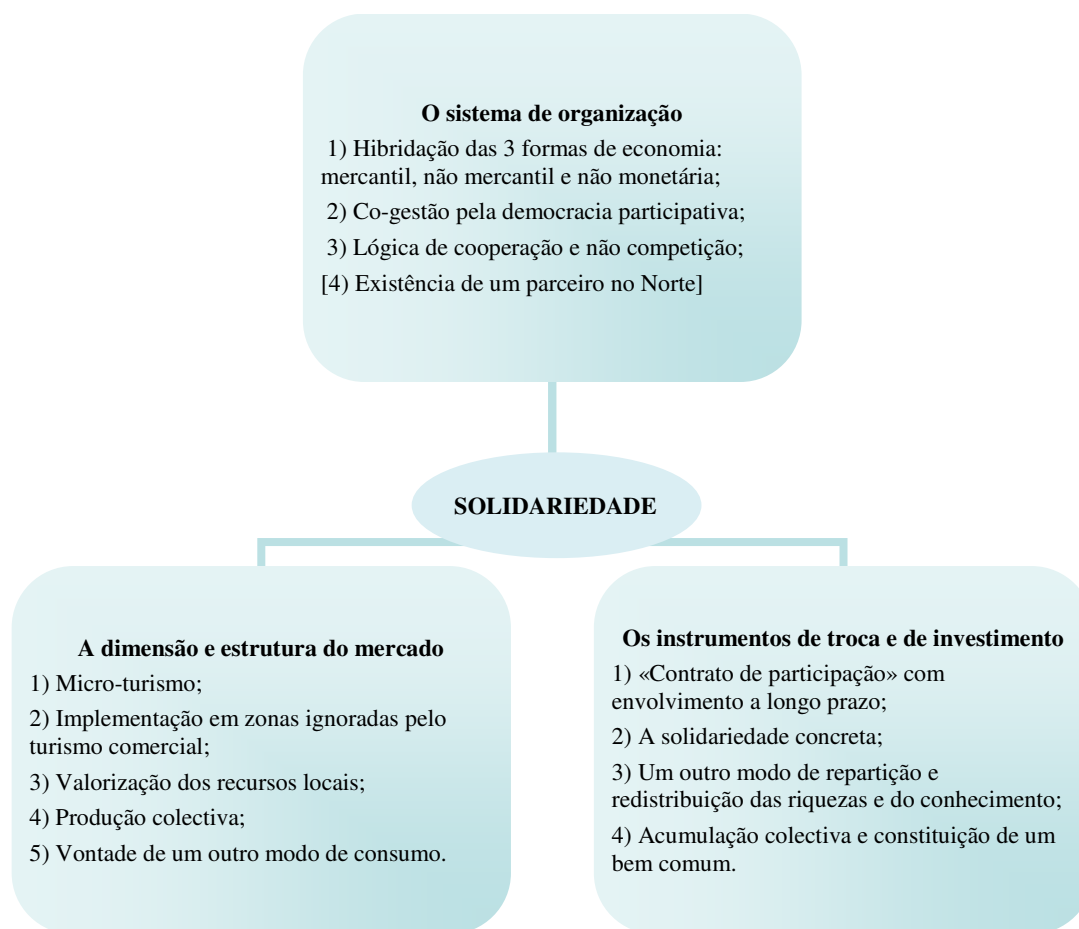 O sistema de organização
1) Hibridação das 3 formas de economia:
mercantil, não mercantil e não monetária;
2) Co-gestão pela democracia participativa;
3) Lógica de cooperação e não competição;
[4) Existência de um parceiro no Norte]
SOLIDARIEDADE
A dimensão e estrutura do mercado
1) Micro-turismo;
2) Implementação em zonas ignoradas pelo
turismo comercial;
3) Valorização dos recursos locais;
4) Produção colectiva;
5) Vontade de um outro modo de consumo.
Os instrumentos de troca e de investimento
1) «Contrato de participação» com
envolvimento a longo prazo;
2) A solidariedade concreta;
3) Um outro modo de repartição e
redistribuição das riquezas e do conhecimento;
4) Acumulação colectiva e constituição de um
bem comum.